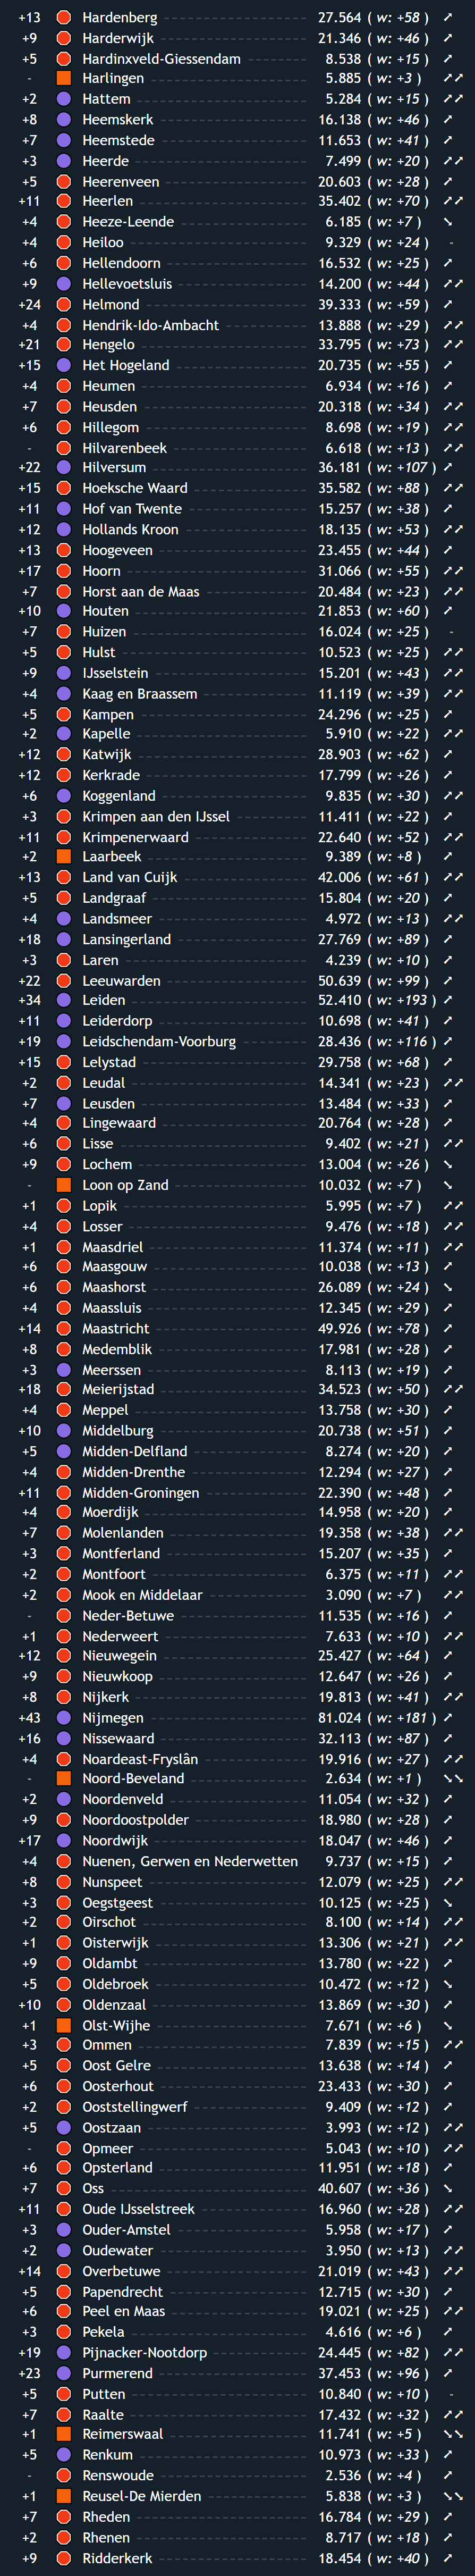 +13 Hardenberg 27.564 ( w: +58 ) ➚
+9 Harderwijk 21.346 ( w: +46 ) ➚
+5 Hardinxveld-Giessendam 8.538 ( w: +15 ) ➚
- Harlingen 5.885 ( w: +3 ) ➚➚
+2 Hattem 5.284 ( w: +15 ) ➚➚
+8 Heemskerk 16.138 ( w: +46 ) ➚
+7 Heemstede 11.653 ( w: +41 ) ➚
+3 Heerde 7.499 ( w: +20 ) ➚➚
+5 Heerenveen 20.603 ( w: +28 ) ➚
+11 Heerlen 35.402 ( w: +70 ) ➚➚
+4 Heeze-Leende 6.185 ( w: +7 ) ➘
+4 Heiloo 9.329 ( w: +24 ) -
+6 Hellendoorn 16.532 ( w: +25 ) ➚
+9 Hellevoetsluis 14.200 ( w: +44 ) ➚➚
+24 Helmond 39.333 ( w: +59 ) ➚
+4 Hendrik-Ido-Ambacht 13.888 ( w: +29 ) ➚➚
+21 Hengelo 33.795 ( w: +73 ) ➚➚
+15 Het Hogeland 20.735 ( w: +55 ) ➚
+4 Heumen 6.934 ( w: +16 ) ➚
+7 Heusden 20.318 ( w: +34 ) ➚➚
+6 Hillegom 8.698 ( w: +19 ) ➚➚
- Hilvarenbeek 6.618 ( w: +13 ) ➚➚
+22 Hilversum 36.181 ( w: +107 ) ➚
+15 Hoeksche Waard 35.582 ( w: +88 ) ➚➚
+11 Hof van Twente 15.257 ( w: +38 ) ➚
+12 Hollands Kroon 18.135 ( w: +53 ) ➚➚
+13 Hoogeveen 23.455 ( w: +44 ) ➚
+17 Hoorn 31.066 ( w: +55 ) ➚➚
+7 Horst aan de Maas 20.484 ( w: +23 ) ➚➚
+10 Houten 21.853 ( w: +60 ) ➚
+7 Huizen 16.024 ( w: +25 ) -
+5 Hulst 10.523 ( w: +25 ) ➚➚
+9 IJsselstein 15.201 ( w: +43 ) ➚➚
+4 Kaag en Braassem 11.119 ( w: +39 ) ➚➚
+5 Kampen 24.296 ( w: +25 ) ➚
+2 Kapelle 5.910 ( w: +22 ) ➚➚
+12 Katwijk 28.903 ( w: +62 ) ➚
+12 Kerkrade 17.799 ( w: +26 ) ➚
+6 Koggenland 9.835 ( w: +30 ) ➚➚
+3 Krimpen aan den IJssel 11.411 ( w: +22 ) ➚
+11 Krimpenerwaard 22.640 ( w: +52 ) ➚➚
+2 Laarbeek 9.389 ( w: +8 ) ➚
+13 Land van Cuijk 42.006 ( w: +61 ) ➚➚
+5 Landgraaf 15.804 ( w: +20 ) ➚
+4 Landsmeer 4.972 ( w: +13 ) ➚➚
+18 Lansingerland 27.769 ( w: +89 ) ➚
+3 Laren 4.239 ( w: +10 ) ➚
+22 Leeuwarden 50.639 ( w: +99 ) ➚
+34 Leiden 52.410 ( w: +193 ) ➚
+11 Leiderdorp 10.698 ( w: +41 ) ➚
+19 Leidschendam-Voorburg 28.436 ( w: +116 ) ➚
+15 Lelystad 29.758 ( w: +68 ) ➚
+2 Leudal 14.341 ( w: +23 ) ➚➚
+7 Leusden 13.484 ( w: +33 ) ➚
+4 Lingewaard 20.764 ( w: +28 ) ➚
+6 Lisse 9.402 ( w: +21 ) ➚➚
+9 Lochem 13.004 ( w: +26 ) ➘
- Loon op Zand 10.032 ( w: +7 ) ➘
+1 Lopik 5.995 ( w: +7 ) ➚➚
+4 Losser 9.476 ( w: +18 ) ➚➚
+1 Maasdriel 11.374 ( w: +11 ) ➚➚
+6 Maasgouw 10.038 ( w: +13 ) ➚
+6 Maashorst 26.089 ( w: +24 ) ➘
+4 Maassluis 12.345 ( w: +29 ) ➚
+14 Maastricht 49.926 ( w: +78 ) ➚
+8 Medemblik 17.981 ( w: +28 ) ➚
+3 Meerssen 8.113 ( w: +19 ) ➚
+18 Meierijstad 34.523 ( w: +50 ) ➚➚
+4 Meppel 13.758 ( w: +30 ) ➚
+10 Middelburg 20.738 ( w: +51 ) ➚
+5 Midden-Delfland 8.274 ( w: +20 ) ➚
+4 Midden-Drenthe 12.294 ( w: +27 ) ➚
+11 Midden-Groningen 22.390 ( w: +48 ) ➚
+4 Moerdijk 14.958 ( w: +20 ) ➚
+7 Molenlanden 19.358 ( w: +38 ) ➚➚
+3 Montferland 15.207 ( w: +35 ) ➚
+2 Montfoort 6.375 ( w: +11 ) ➚➚
+2 Mook en Middelaar 3.090 ( w: +7 ) ➚➚
- Neder-Betuwe 11.535 ( w: +16 ) ➚
+1 Nederweert 7.633 ( w: +10 ) ➚➚
+12 Nieuwegein 25.427 ( w: +64 ) ➚
+9 Nieuwkoop 12.647 ( w: +26 ) ➚
+8 Nijkerk 19.813 ( w: +41 ) ➚➚
+43 Nijmegen 81.024 ( w: +181 ) ➚
+16 Nissewaard 32.113 ( w: +87 ) ➚
+4 Noardeast-Fryslân 19.916 ( w: +27 ) ➚➚
- Noord-Beveland 2.634 ( w: +1 ) ➘➘
+2 Noordenveld 11.054 ( w: +32 ) ➚
+9 Noordoostpolder 18.980 ( w: +28 ) ➚
+17 Noordwijk 18.047 ( w: +46 ) ➚
+4 Nuenen, Gerwen en Nederwetten 9.737 ( w: +15 ) ➚
+8 Nunspeet 12.079 ( w: +25 ) ➚➚
+3 Oegstgeest 10.125 ( w: +25 ) ➘
+2 Oirschot 8.100 ( w: +14 ) ➚➚
+1 Oisterwijk 13.306 ( w: +21 ) ➚➚
+9 Oldambt 13.780 ( w: +22 ) ➚
+5 Oldebroek 10.472 ( w: +12 ) ➘
+10 Oldenzaal 13.869 ( w: +30 ) ➚
+1 Olst-Wijhe 7.671 ( w: +6 ) ➘
+3 Ommen 7.839 ( w: +15 ) ➚➚
+5 Oost Gelre 13.638 ( w: +14 ) ➚
+6 Oosterhout 23.433 ( w: +30 ) ➚
+2 Ooststellingwerf 9.409 ( w: +12 ) ➚
+5 Oostzaan 3.993 ( w: +12 ) ➚➚
- Opmeer 5.043 ( w: +10 ) ➚➚
+6 Opsterland 11.951 ( w: +18 ) ➚
+7 Oss 40.607 ( w: +36 ) ➘
+11 Oude IJsselstreek 16.960 ( w: +28 ) ➚➚
+3 Ouder-Amstel 5.958 ( w: +17 ) ➚
+2 Oudewater 3.950 ( w: +13 ) ➚➚
+14 Overbetuwe 21.019 ( w: +43 ) ➚➚
+5 Papendrecht 12.715 ( w: +30 ) ➚
+6 Peel en Maas 19.021 ( w: +25 ) ➚➚
+3 Pekela 4.616 ( w: +6 ) ➚
+19 Pijnacker-Nootdorp 24.445 ( w: +82 ) ➚➚
+23 Purmerend 37.453 ( w: +96 ) ➚
+5 Putten 10.840 ( w: +10 ) -
+7 Raalte 17.432 ( w: +32 ) ➚➚
+1 Reimerswaal 11.741 ( w: +5 ) ➘➘
+5 Renkum 10.973 ( w: +33 ) ➚
- Renswoude 2.536 ( w: +4 ) ➚
+1 Reusel-De Mierden 5.838 ( w: +3 ) ➘➘
+7 Rheden 16.784 ( w: +29 ) ➚
+2 Rhenen 8.717 ( w: +18 ) ➚
+9 Ridderkerk 18.454 ( w: +40 ) ➚